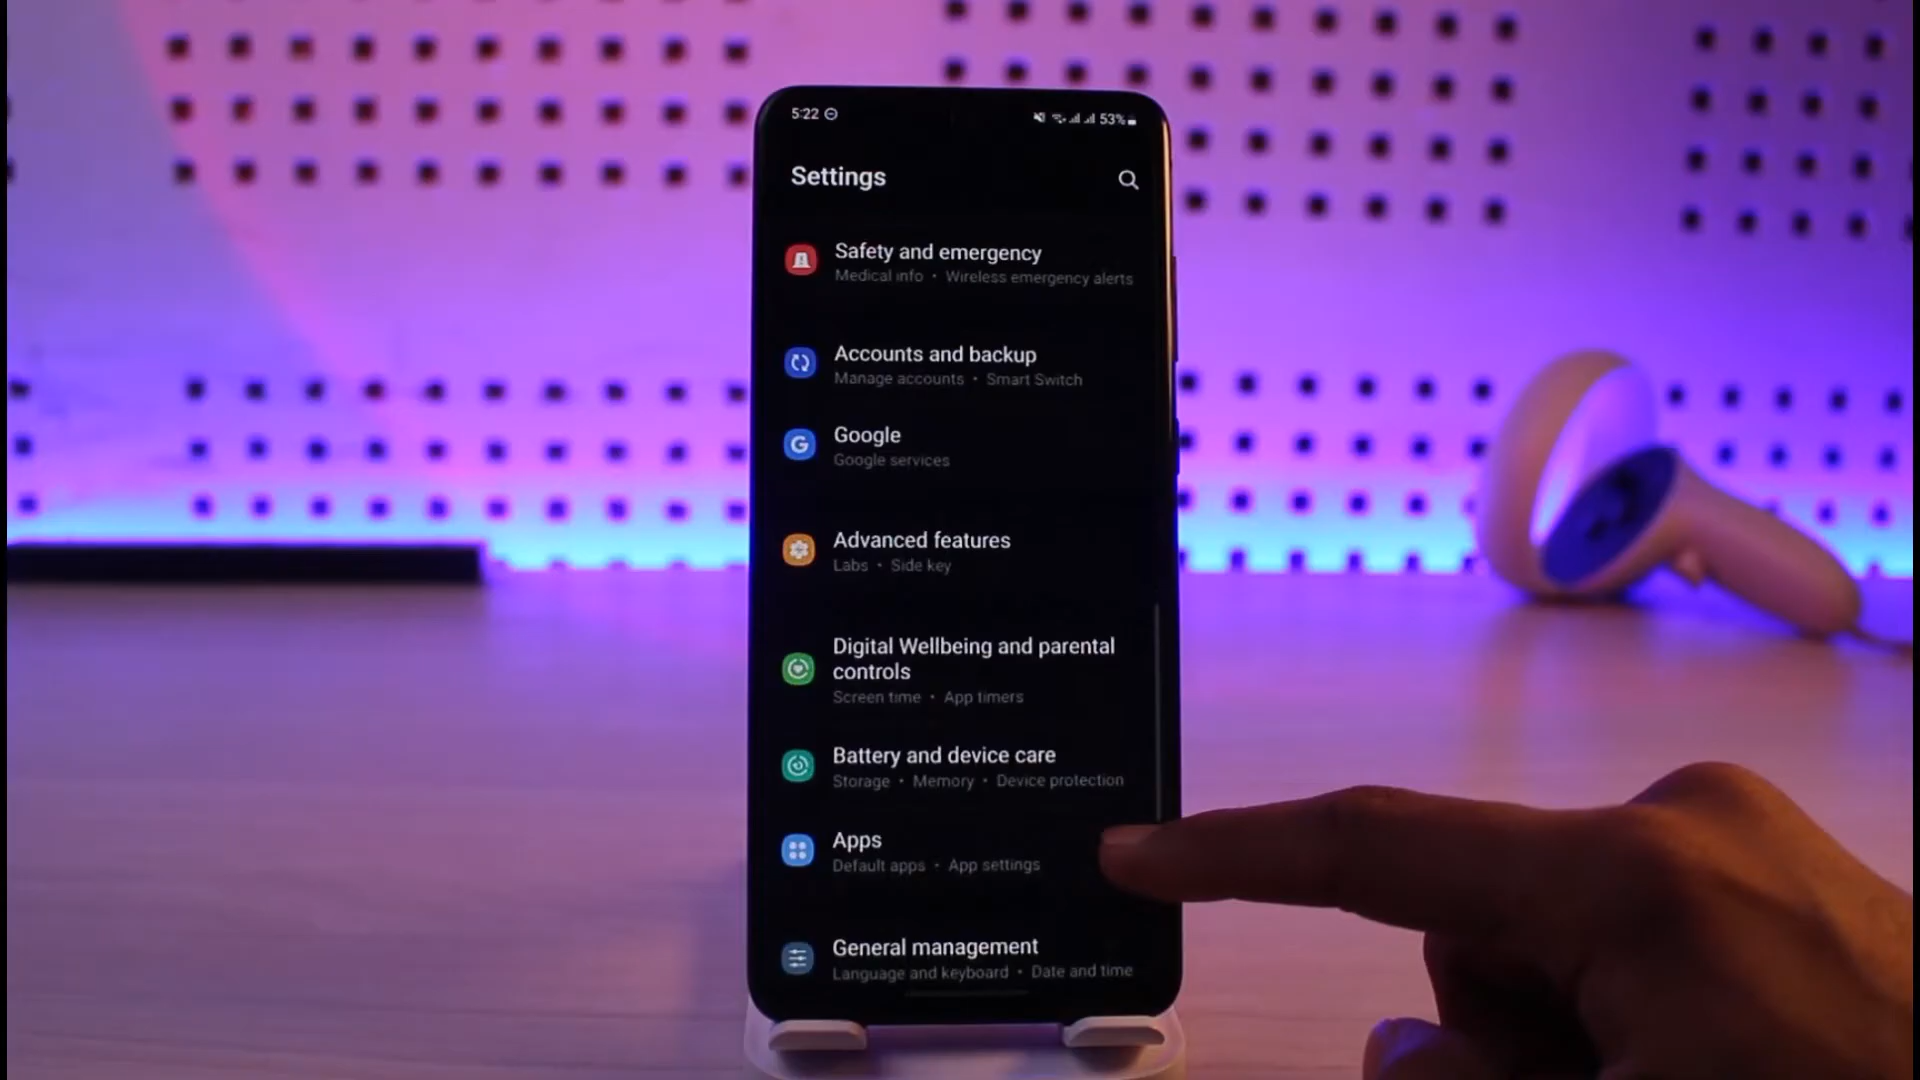 5:22
53%
Settings
Safety and emergency
Medical info • Wireless emergency alerts
Accounts and backup
Manage accounts • Smart Switch
Google
Google services
Advanced features
Labs • Side key
Digital Wellbeing and parental
controls
Screen time • App timers
Battery and device care
Storage • Memory • Device protection
Apps
Default apps • App settings
General management
Language and keyboard • Date and time